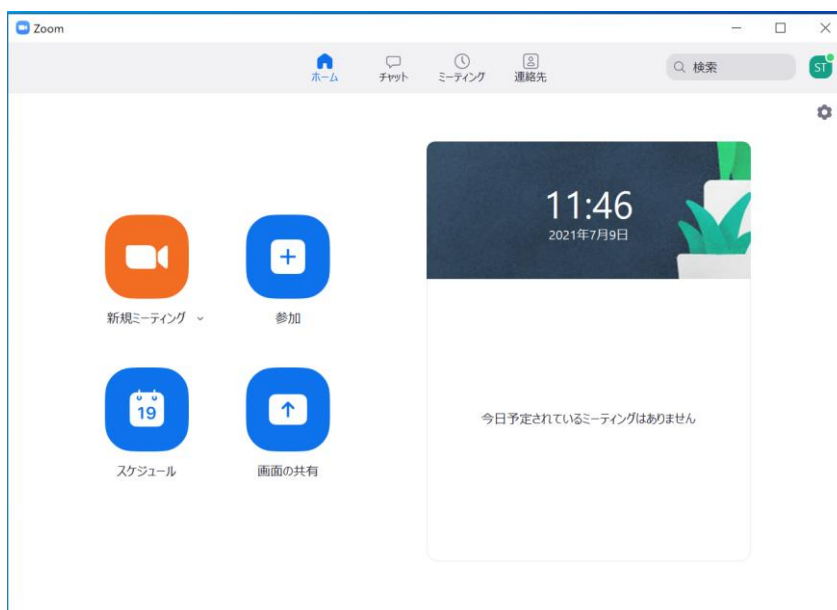 Zoom
ホーム
チャット
ミーティング
連絡先
検索
ST
11:46
2021年7月9日
新規ミーティング
参加
19
スケジュール
画面の共有
今日予定されているミーティングはありません